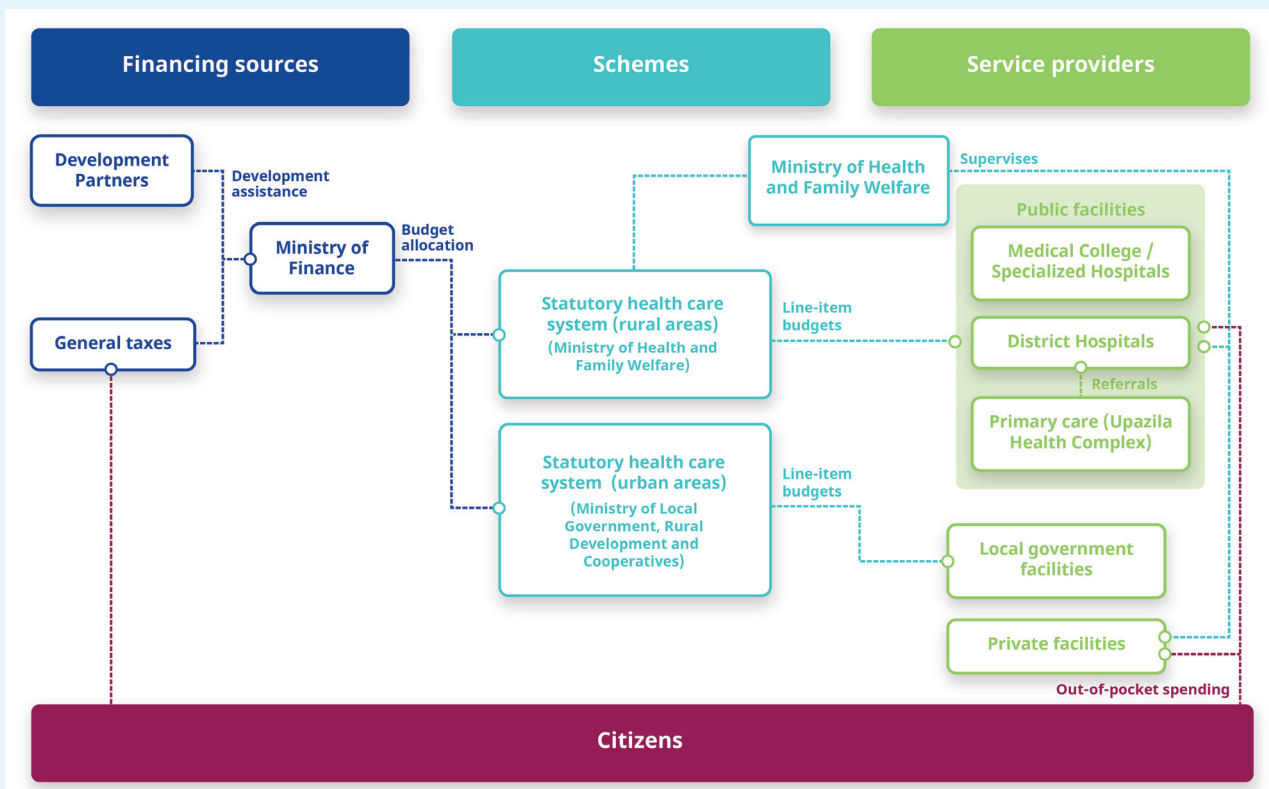 Financing sources
Schemes
Service providers
Development
Partners
Development
assistance
Ministry of
Finance
General taxes
Budget
allocation
Ministry of Health
and Family Welfare
Supervises
Statutory health care
system (rural areas)
(Ministry of Health and
Family Welfare)
Line-item
budgets
Statutory health care
system (urban areas)
(Ministry of Local
Government, Rural
Development and
Cooperatives)
Line-item
budgets
Public facilities
Medical College /
Specialized Hospitals
District Hospitals
Referrals
Primary care (Upazila
Health Complex)
Local government
facilities
Private facilities
Out-of-pocket spending
Citizens